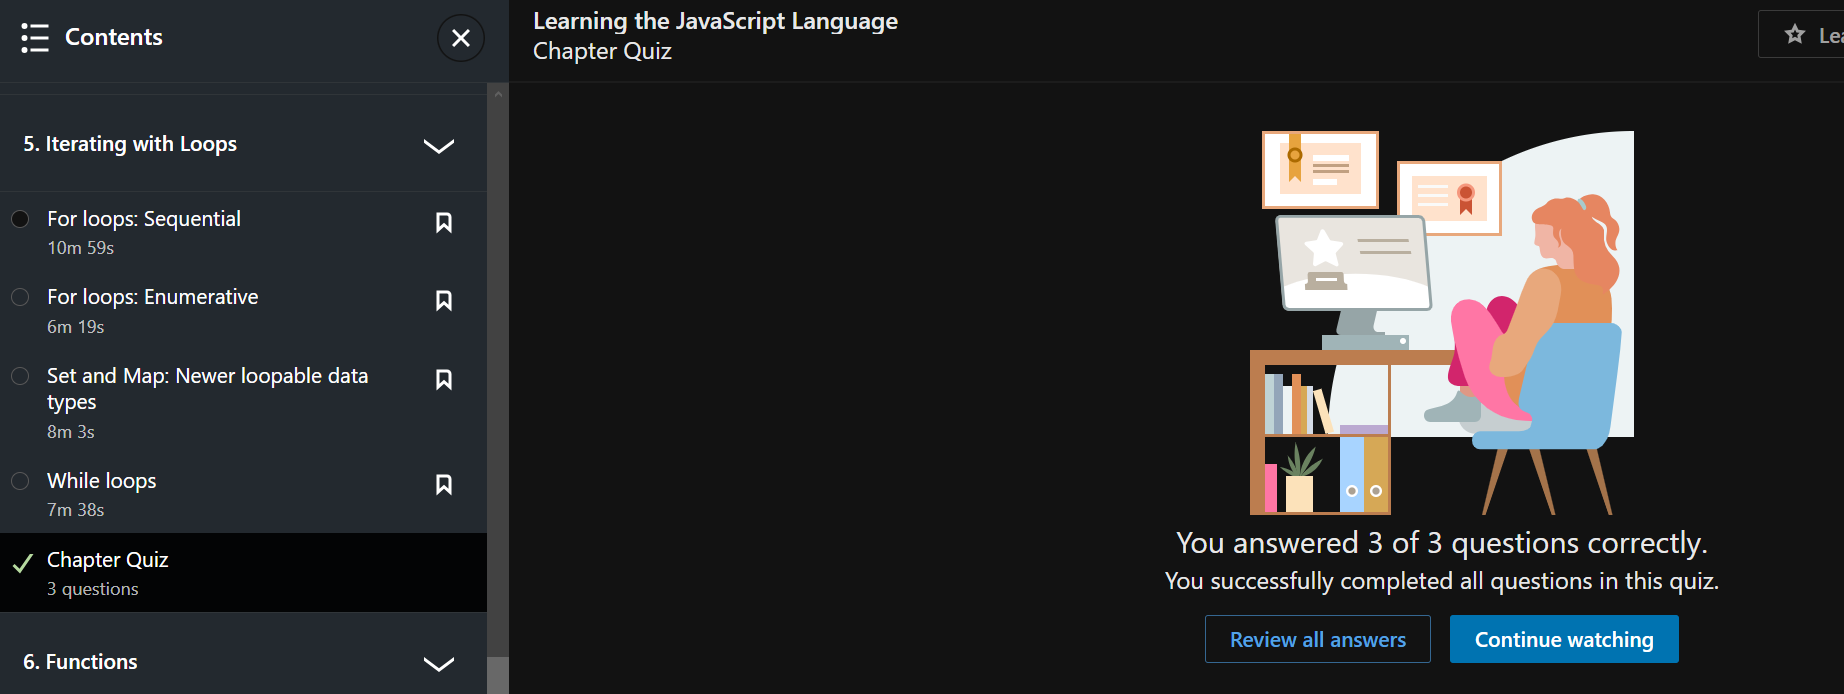 Contents
Learning the JavaScript Language
Chapter Quiz
5. Iterating with Loops
For loops: Sequential
10m 59s
For loops: Enumerative
6m 19s
Set and Map: Newer loopable data
types
8m 3s
While loops
7m 38s
Chapter Quiz
3 questions
6. Functions
You answered 3 of 3 questions correctly.
You successfully completed all questions in this quiz.
Review all answers
Continue watching